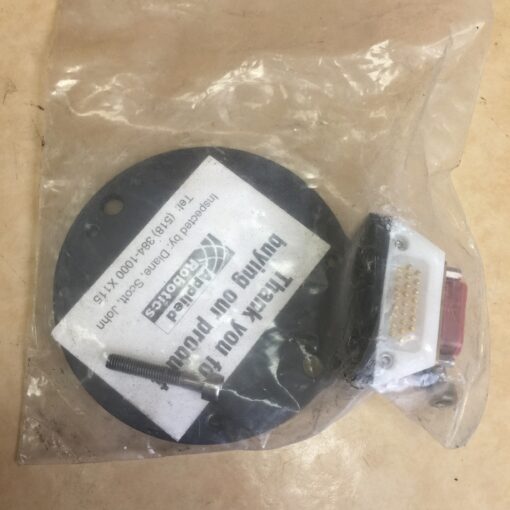 Thank you for
buying our product
Applied
Robotics
Inspected by: Diane, Scott, John
Tel: (518) 384-1000 X115